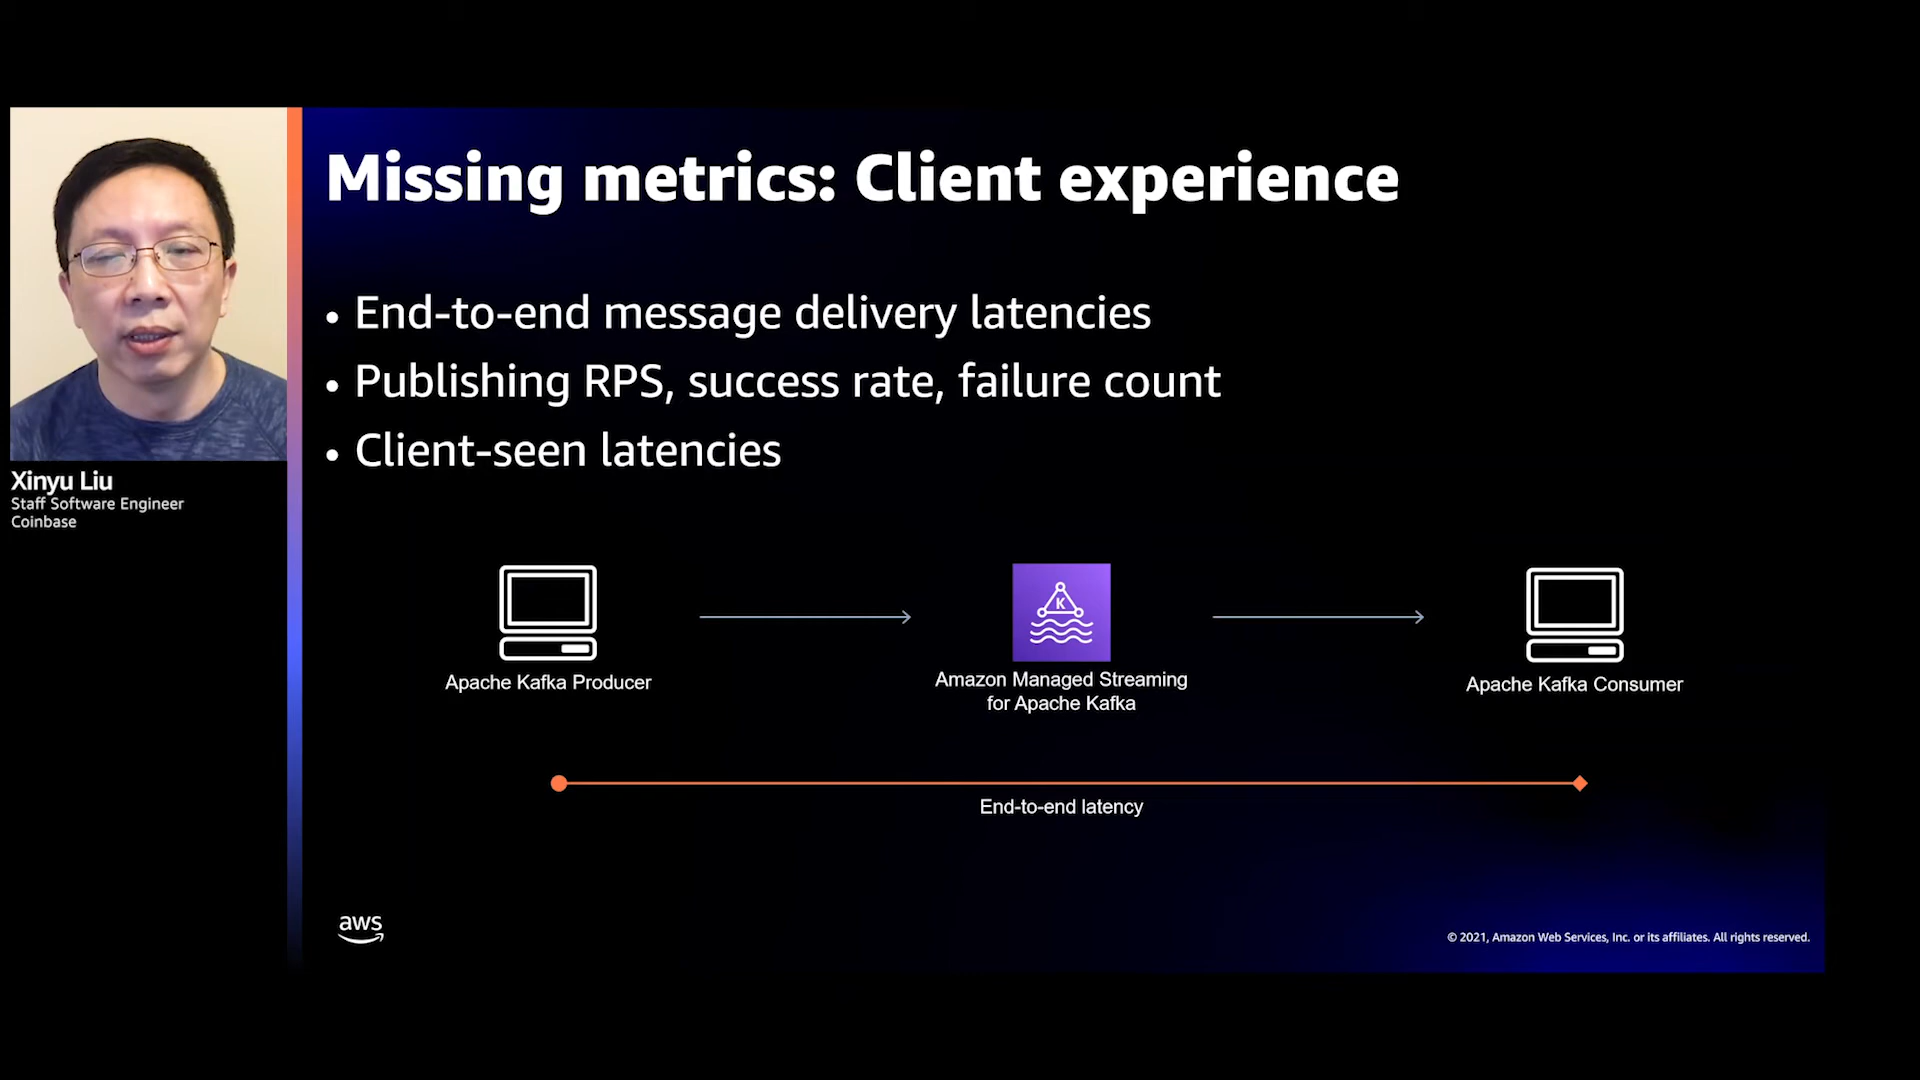 Missing metrics: Client experience
• End-to-end message delivery latencies
• Publishing RPS, success rate, failure count
• Client-seen latencies
Xinyu Liu
Staff Software Engineer
Coinbase
K
Apache Kafka Producer
Amazon Managed Streaming
for Apache Kafka
Apache Kafka Consumer
End-to-end latency
aws
© 2021, Amazon Web Services, Inc. or its affiliates. All rights reserved.